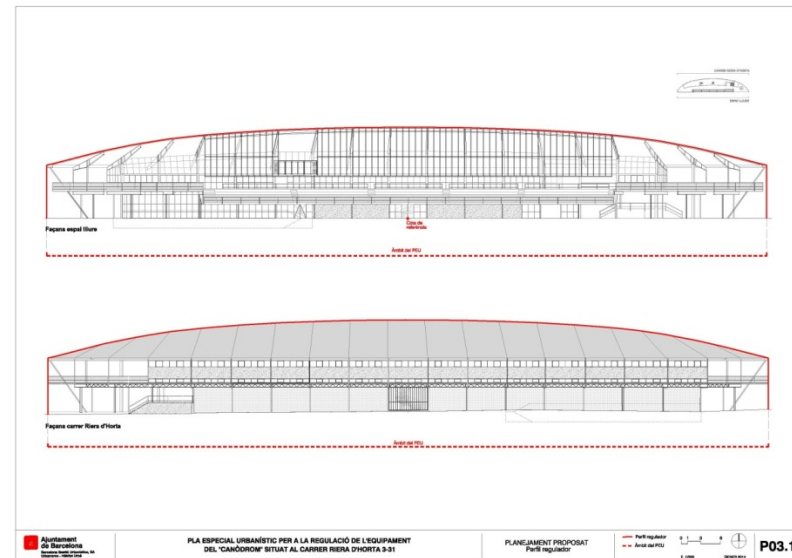 Façana espai lliure
Cota de
referència
Àmbit del PEU
Façana carrer Riera d'Horta
Àmbit del PEU
Ajuntament
de Barcelona
PLA ESPECIAL URBANÍSTIC PER A LA REGULACIÓ DE L'EQUIPAMENT
DEL "CANÒDROM" SITUAT AL CARRER RIERA D'HORTA 3-31
PLANEJAMENT PROPOSAT
Perfil regulador
Perfil regulador
Àmbit del PEU
P03.1